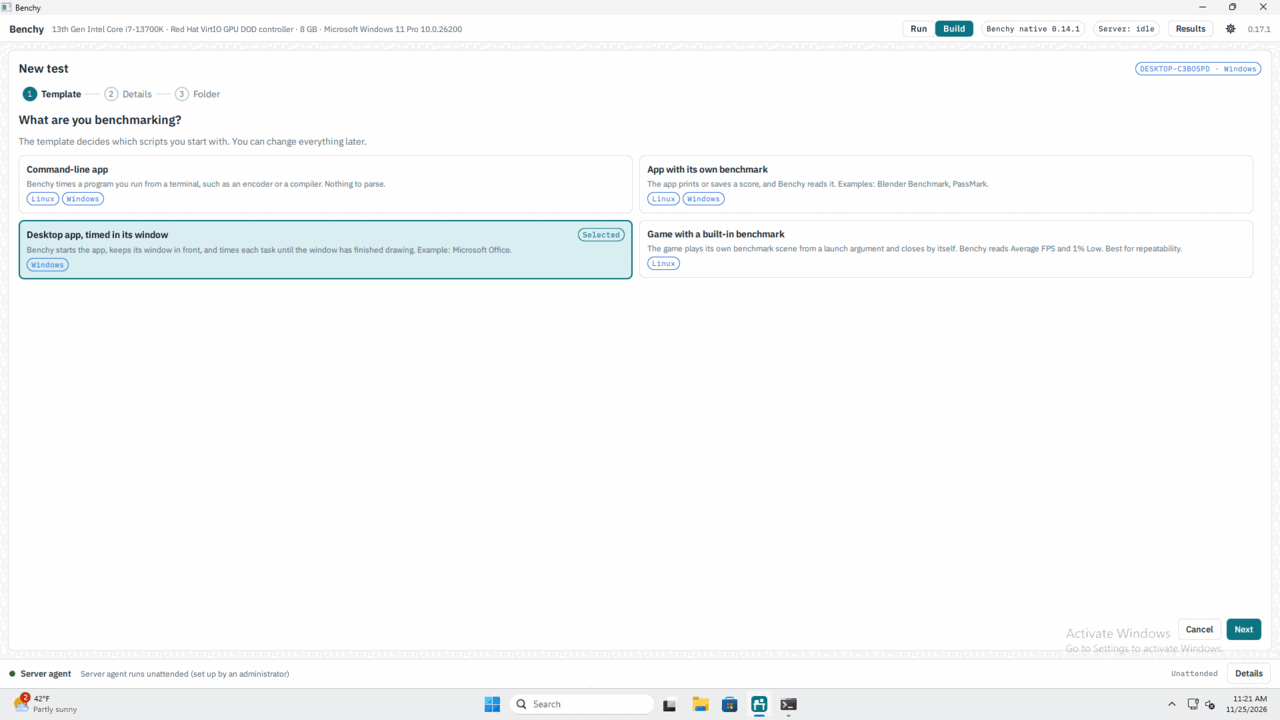 Benchy
Benchy 13th Gen Intel Core i7-13700K · Red Hat VirtIO GPU DOD controller · 8 GB · Microsoft Windows 11 Pro 10.0.26200 Run Build Benchy native 0.14.1 Server: idle Results 0.17.1
New test DESKTOP-C3BO5PD · Windows
1 Template 2 Details 3 Folder
What are you benchmarking?
The template decides which scripts you start with. You can change everything later.
Command-line app
Benchy times a program you run from a terminal, such as an encoder or a compiler. Nothing to parse.
Linux Windows
App with its own benchmark
The app prints or saves a score, and Benchy reads it. Examples: Blender Benchmark, PassMark.
Linux Windows
Desktop app, timed in its window Selected
Benchy starts the app, keeps its window in front, and times each task until the window has finished drawing. Example: Microsoft Office.
Windows
Game with a built-in benchmark
The game plays its own benchmark scene from a launch argument and closes by itself. Benchy reads Average FPS and 1% Low. Best for repeatability.
Linux
Cancel Next
Activate Windows
Go to Settings to activate Windows.
Server agent Server agent runs unattended (set up by an administrator) Unattended Details
2 42°F
Partly sunny
Search
11:21 AM
11/25/2026